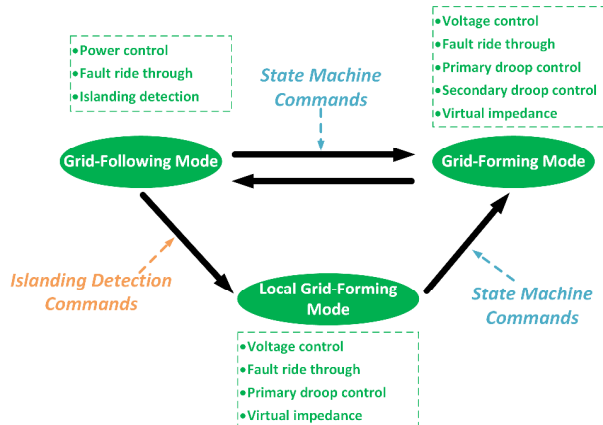 •Power control
•Fault ride through
•Islanding detection
State Machine
Commands
•Voltage control
•Fault ride through
•Primary droop control
•Secondary droop control
•Virtual impedance
Grid-Following Mode
Grid-Forming Mode
Islanding Detection
Commands
Local Grid-Forming
Mode
State Machine
Commands
•Voltage control
•Fault ride through
•Primary droop control
•Virtual impedance